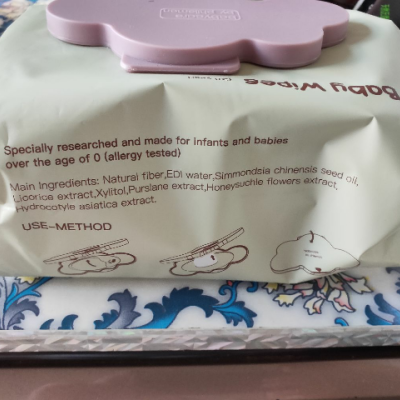 Baby Wipes
Specially researched and made for infants and babies
over the age of 0 (allergy tested)
Main Ingredients: Natural fiber,EDI water,Simmondsia chinensis seed oil,
Licorice extract,Xylitol,Purslane extract,Honeysuchle flowers extract,
Hydrocotyle asiatica extract.
USE-METHOD